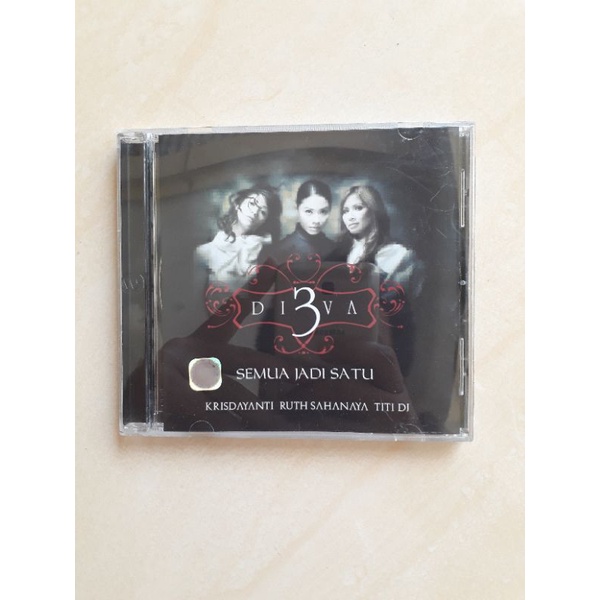 DI3VA
SEMUA JADI SATU
KRISDAYANTI RUTH SAHANAYA TITI DJ